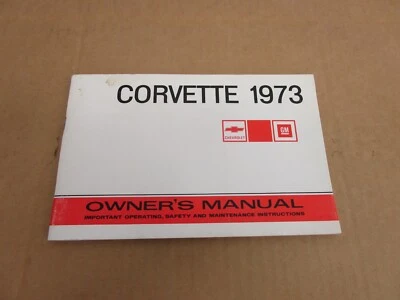 CORVETTE 1973
CHEVROLET GM
OWNER'S MANUAL
IMPORTANT OPERATING, SAFETY AND MAINTENANCE INSTRUCTIONS